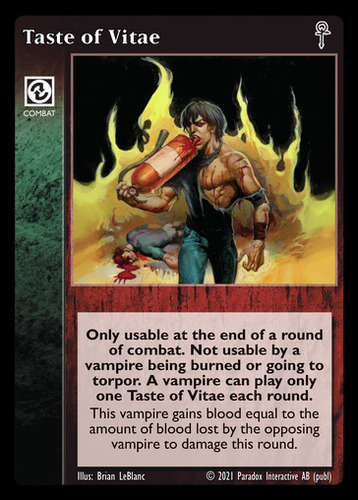 Taste of Vitae
COMBAT
Only usable at the end of a round
of combat. Not usable by a
vampire being burned or going to
torpor. A vampire can play only
one Taste of Vitae each round.
This vampire gains blood equal to the
amount of blood lost by the opposing
vampire to damage this round.
Illus: Brian LeBlanc © 2021 Paradox Interactive AB (publ)